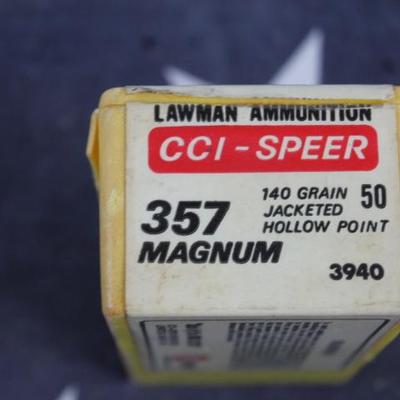 LAWMAN AMMUNITION
CCI - SPEER
357 MAGNUM
140 GRAIN JACKETED HOLLOW POINT
50
3940